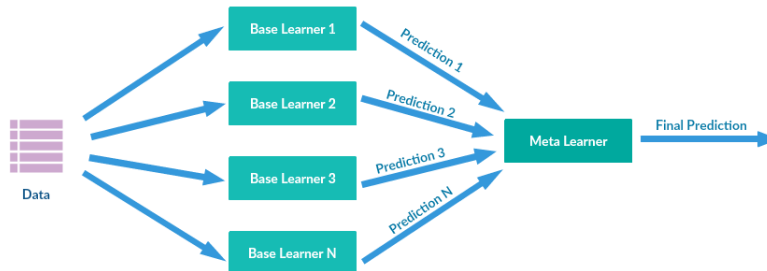 Base Learner 1
Prediction 1
Base Learner 2
Prediction 2
Data
Base Learner 3
Prediction 3
Base Learner N
Prediction N
Meta Learner
Final Prediction